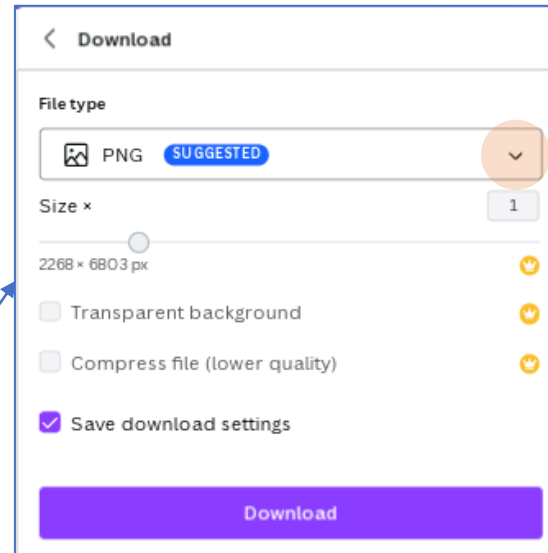 Download
File type
PNG SUGGESTED
Size × 1
2268 × 6803 px
Transparent background
Compress file (lower quality)
Save download settings
Download